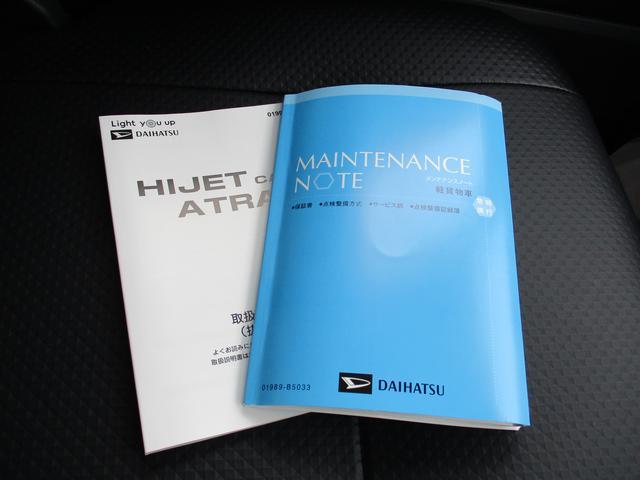 Light you up
DAIHATSU
0198
HIJET CA
ATRA
取扱
よくお読みに
取扱説明書は
MAINTENANCE
NOTE
メンテナンスノート
軽貨物車
•保証書 •点検整備方式 •サービス網 •点検整備記録簿
01989-B5033
DAIHATSU